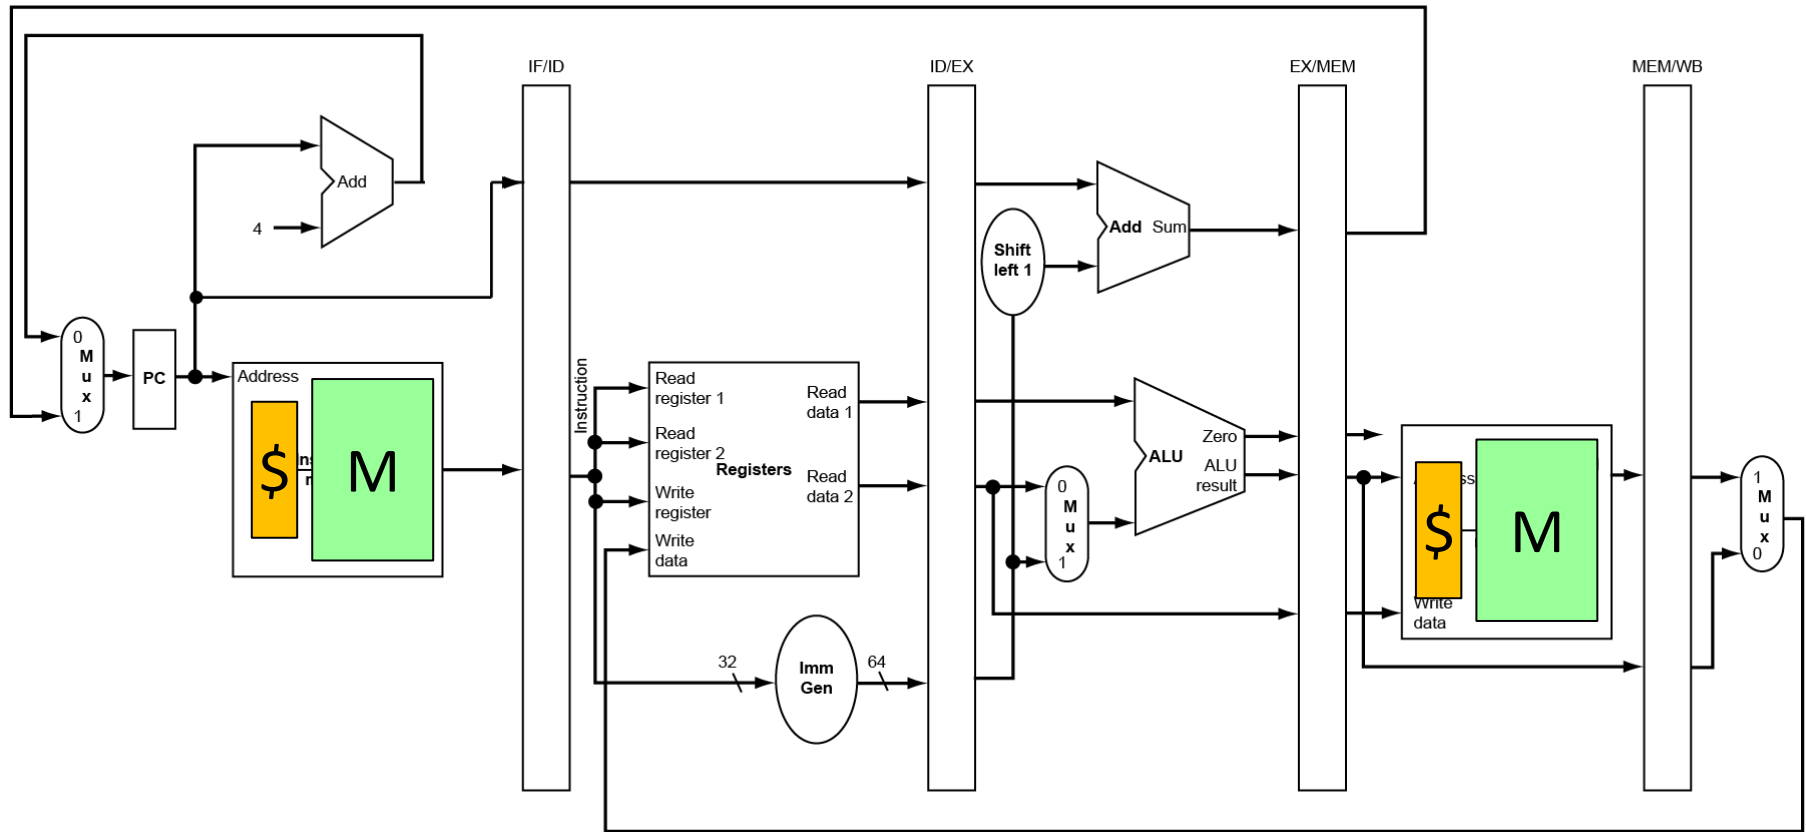 IF/ID
ID/EX
EX/MEM
MEM/WB
Add
4
Add Sum
Shift
left 1
0
M
u
x
1
PC
Address
$
M
Instruction
Read
register 1
Read
register 2
Write
register
Write
data
Registers
Read
data 1
Read
data 2
32
Imm
Gen
64
0
M
u
x
1
Zero
ALU
ALU
result
$
M
Write
data
1
M
u
x
0